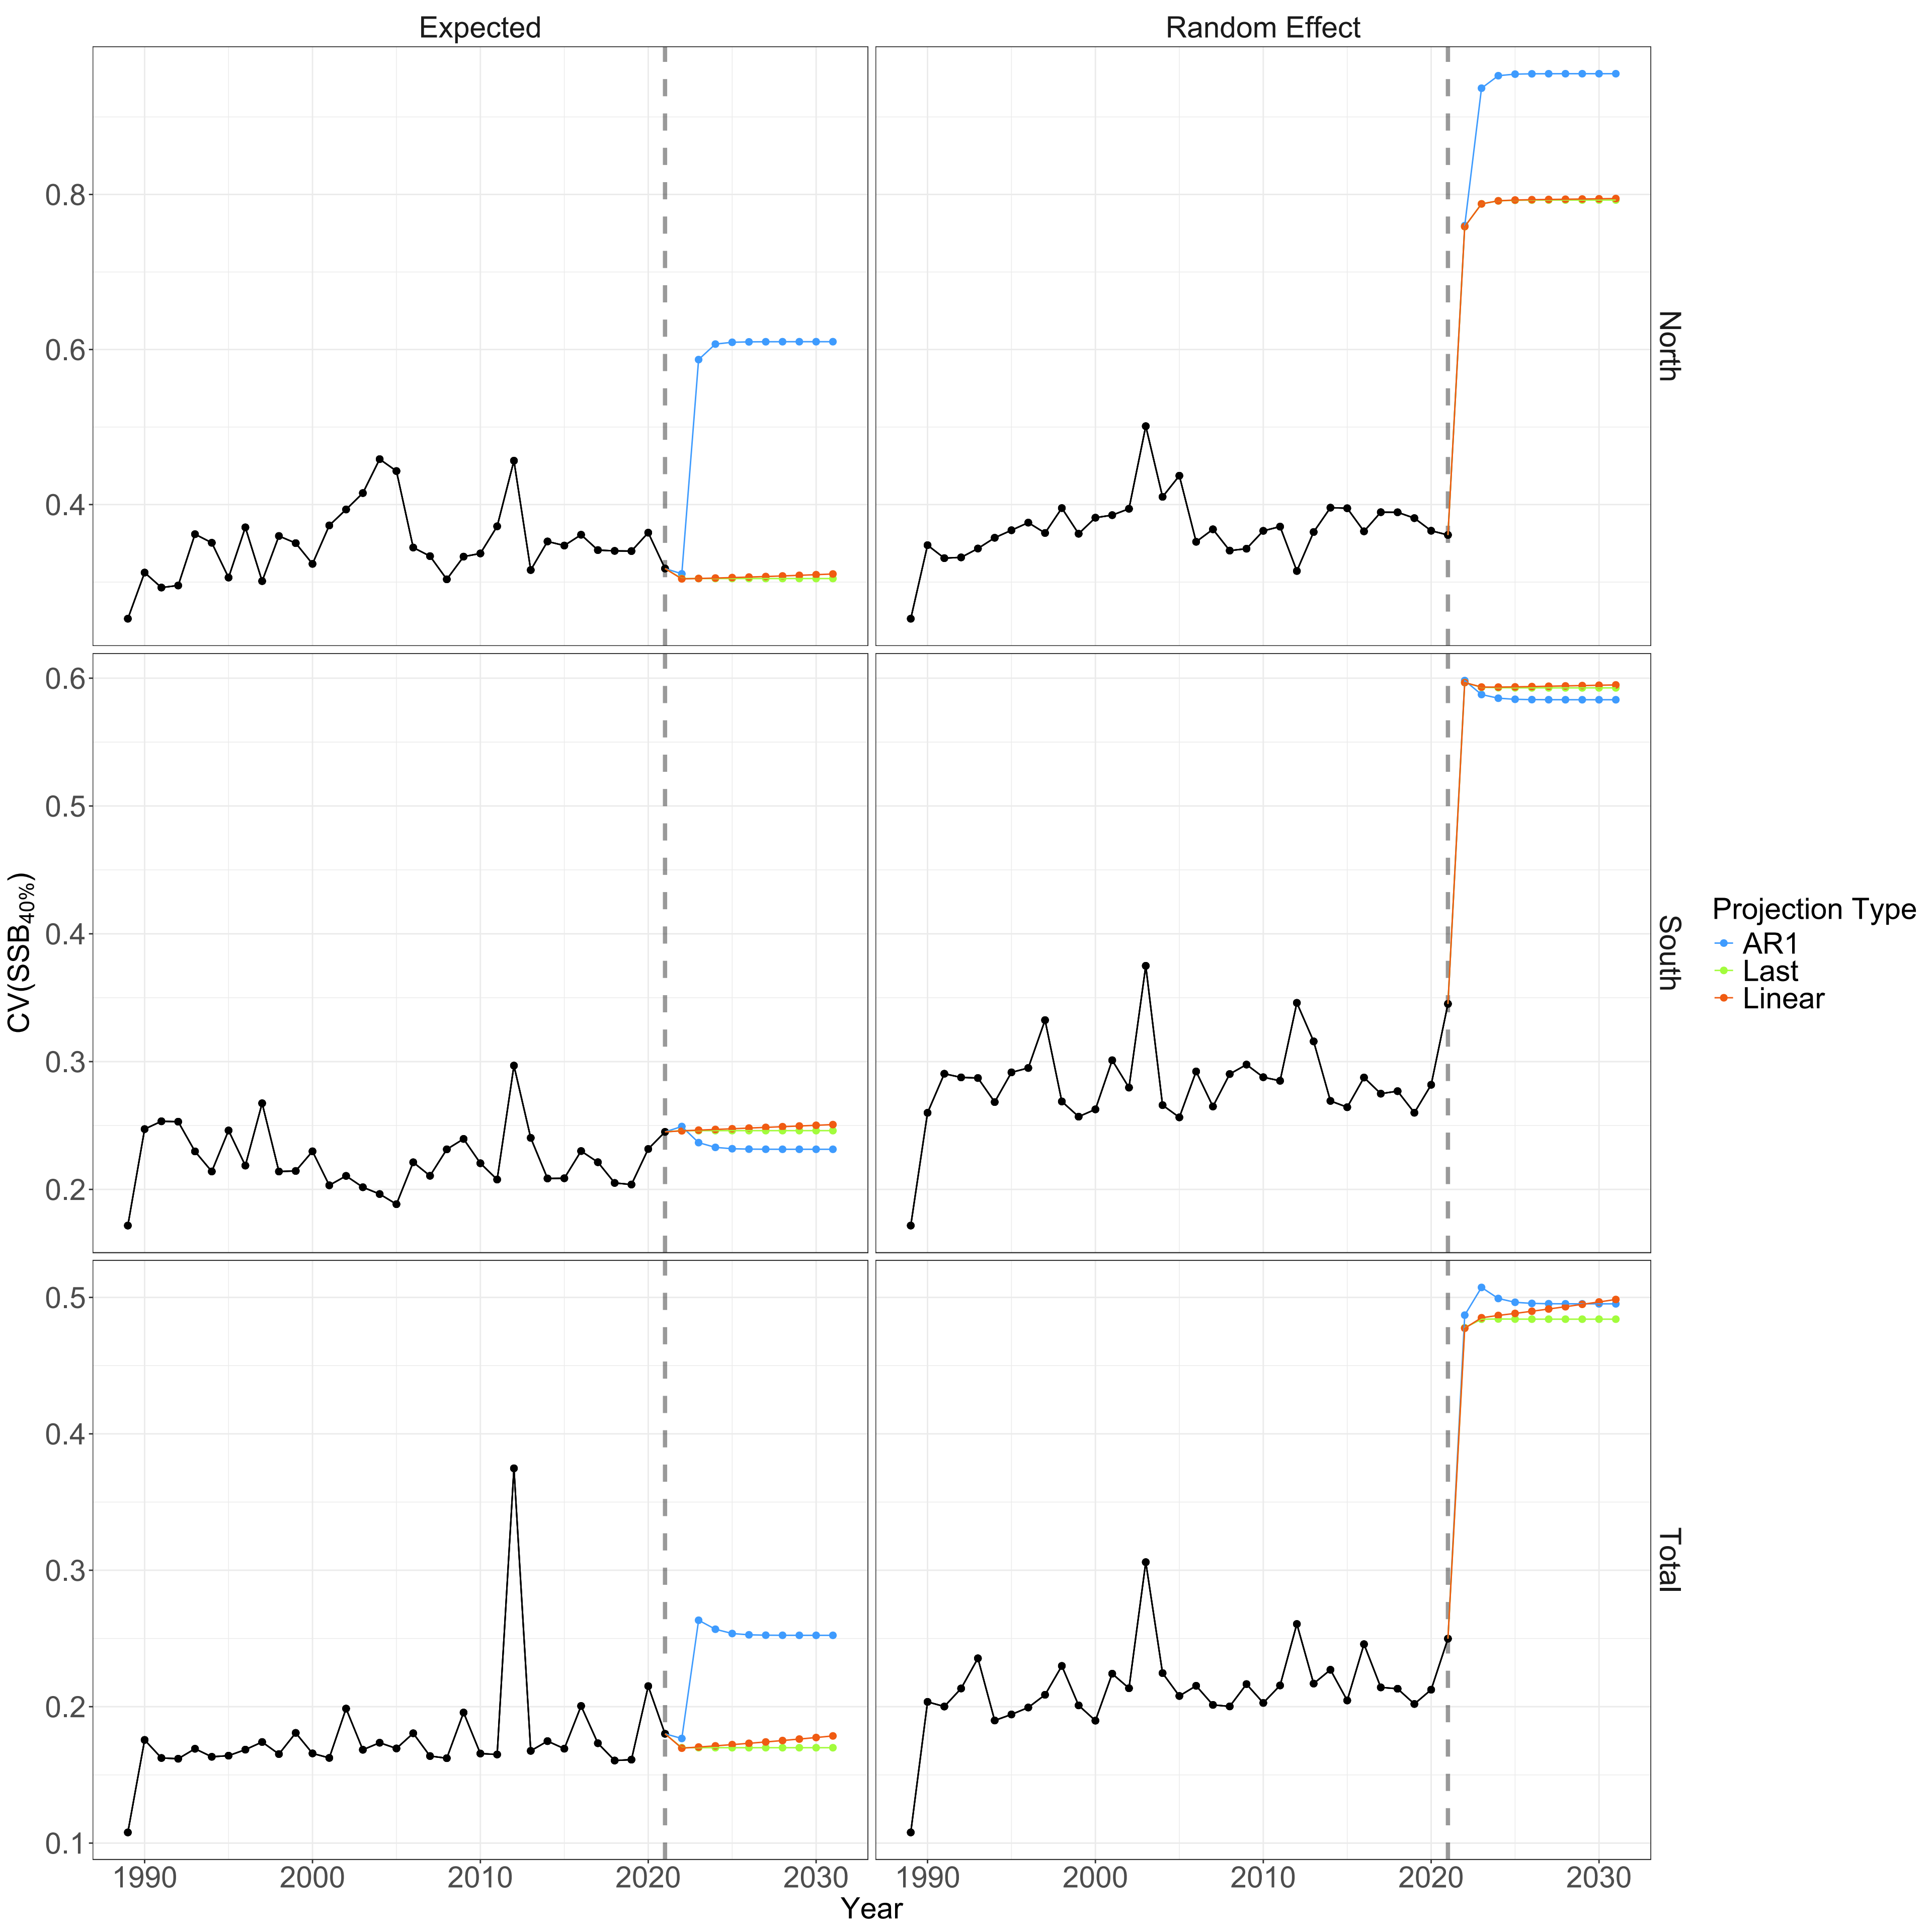 Expected Random Effect
0.8
0.6
0.4
North
0.6
0.5
0.4
0.3
0.2
South
0.5
0.4
0.3
0.2
0.1
Total
CV(SSB40%)
1990 2000 2010 2020 2030 1990 2000 2010 2020 2030
Year
Projection Type
AR1
Last
Linear